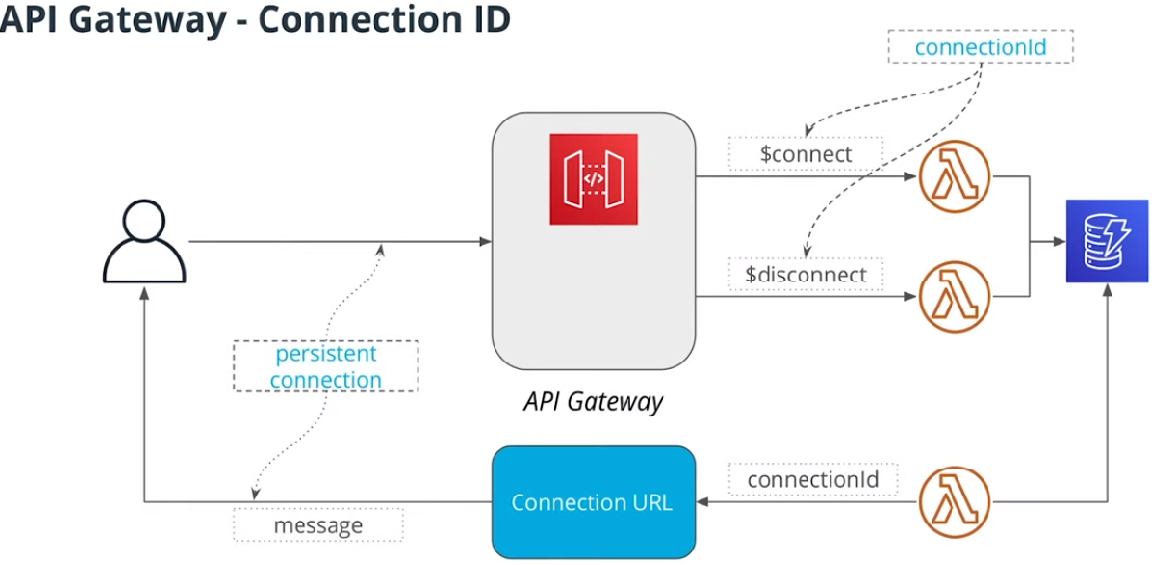 API Gateway - Connection ID
connectionId
$connect
$disconnect
</>
persistent
connection
API Gateway
Connection URL
connectionId
message